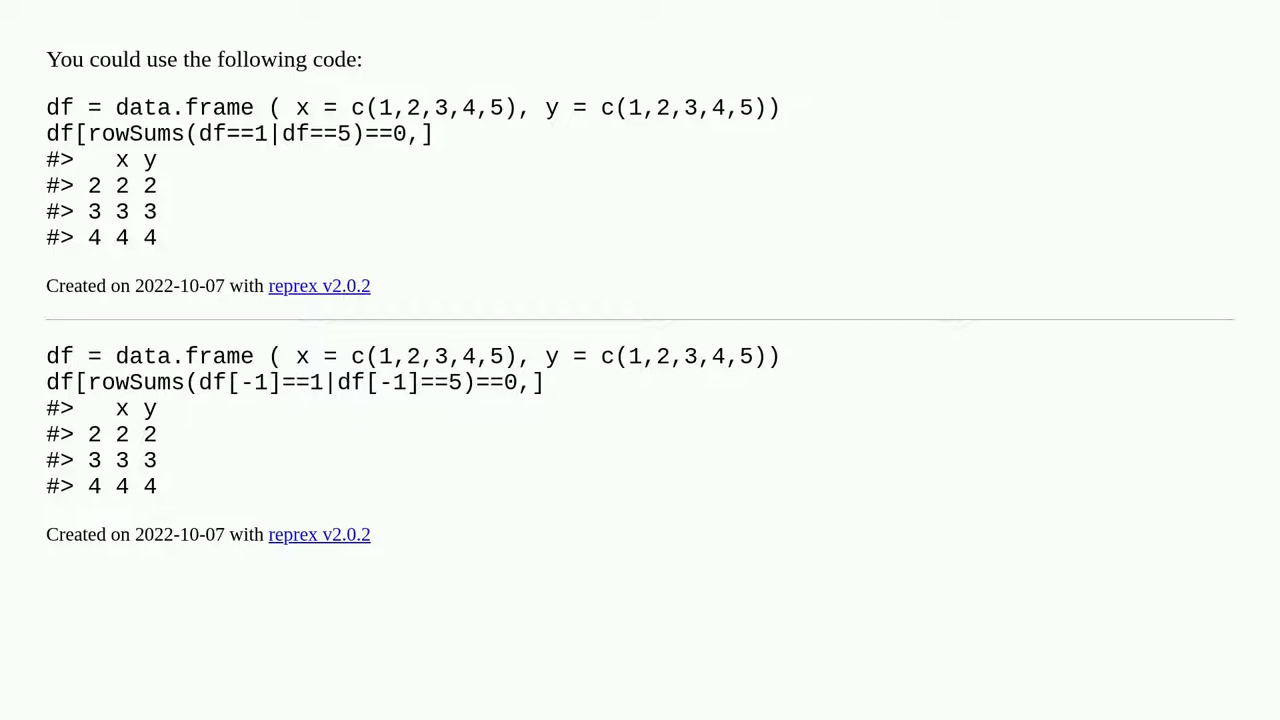 You could use the following code:
df = data.frame ( x = c(1,2,3,4,5), y = c(1,2,3,4,5))
df[rowSums(df==1|df==5)==0,]
#>   x y
#> 2 2 2
#> 3 3 3
#> 4 4 4
Created on 2022-10-07 with reprex v2.0.2
df = data.frame ( x = c(1,2,3,4,5), y = c(1,2,3,4,5))
df[rowSums(df[-1]==1|df[-1]==5)==0,]
#>   x y
#> 2 2 2
#> 3 3 3
#> 4 4 4
Created on 2022-10-07 with reprex v2.0.2